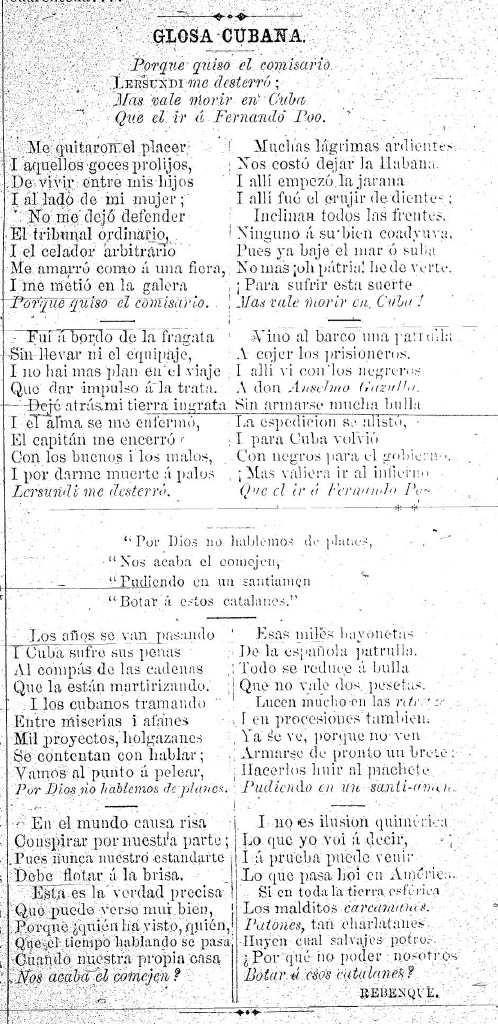 GLOSA CUBANA.
Porque quiso el comisario
LERSUNDI me desterró;
Mas vale morir en Cuba
Que el ir á Fernando Poo.
Me quitaron el placer
I aquellos goces prolijos,
De vivir entre mis hijos
I al lado de mi mujer;
No me dejó defender
El tribunal ordinario,
I el celador arbitrario
Me amarró como á una fiera,
I me metió en la galera
Porque quiso el comisario.
Fuí á bordo de la fragata
Sin llevar ni el equipaje,
I no hai mas plan en el viaje
Que dar impulso á la trata.
Dejé atrás mi tierra ingrata
I el alma se me enfermó,
El capitán me encerró
Con los buenos i los malos,
I por darme muerte á palos
Lersundi me desterró.
Muchas lágrimas ardientes
Nos costó dejar la Habana.
I allí empezó la jarana
I allí fué el crujir de dientes;
Inclinan todos las frentes.
Ninguno á su bien coadyuva.
Pues ya baje el mar ó suba
No mas ¡oh pátria! he de verte.
¡Para sufrir esta suerte
Mas vale morir en Cuba!
Vino al barco una patrulla
A cojer los prisioneros.
I allí vi con los negreros
A don Anselmo Gazulla.
Sin armarse mucha bulla
La espedicion se alistó,
I para Cuba volvió
Con negros para el gobierno.
¡Mas valiera ir al infierno
Que el ir á Fernando Po
* *
"Por Dios no hablemos de planes,
"Nos acaba el comejen,
"Pudiendo en un santiamen
"Botar á estos catalanes."
Los años se van pasando
I Cuba sufre sus penas
Al compás de las cadenas
Que la están martirizando.
I los cubanos tramando
Entre miserias i afanes
Mil proyectos, holgazanes
Se contentan con hablar;
Vamos al punto á pelear,
Por Dios no hablemos de planes.
En el mundo causa risa
Conspirar por nuestra parte;
Pues nunca nuestro estandarte
Debe flotar á la brisa.
Esta es la verdad precisa
Que puede verse mui bien,
Porque ¿quién ha visto, quién,
Que el tiempo hablando se pasa
Cuando nuestra propia casa
Nos acaba el comejen?
Esas miles bayonetas
De la española patrulla.
Todo se reduce á bulla
Que no vale dos pesetas.
Lucen mucho en las
I en procesiones tambien.
Ya se ve, porque no ven
Armarse de pronto un brete;
Hacerlos huir al machete
Pudiendo en un santi-amen.
I no es ilusion quimérica
Lo que yo voi á decir,
I á prueba puede venir
Lo que pasa hoi en América.
Si en toda la tierra esférica
Los malditos carcamanes.
Patones, tan charlatanes
Huyen cual salvajes potros
¿Por qué no poder nosotros
Botar á esos catalanes?
REBENQUE.